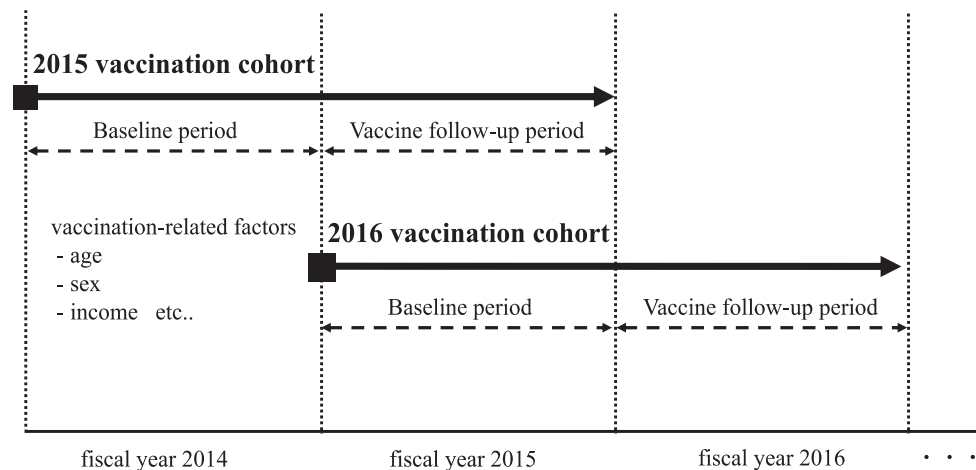 2015 vaccination cohort
Baseline period
Vaccine follow-up period
vaccination-related factors
- age
- sex
- income etc..
2016 vaccination cohort
Baseline period
Vaccine follow-up period
fiscal year 2014
fiscal year 2015
fiscal year 2016
· · ·